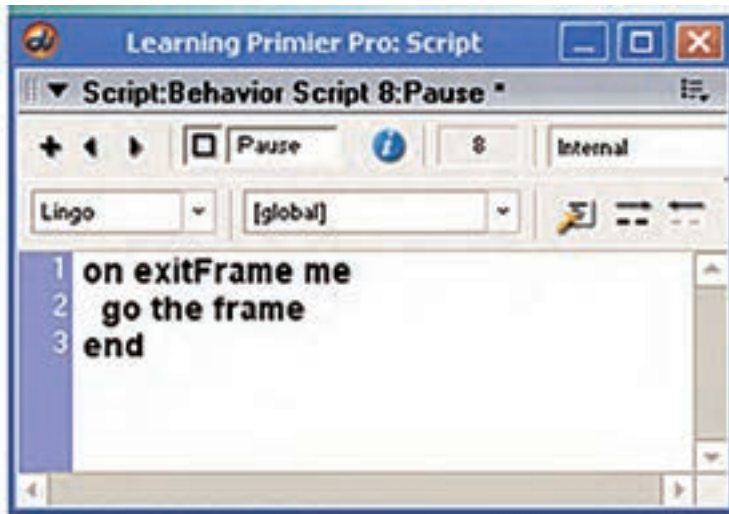 Learning Primier Pro: Script
Script:Behavior Script 8:Pause *
Pause 8 Internal
Lingo [global]
1 on exitFrame me
2 go the frame
3 end